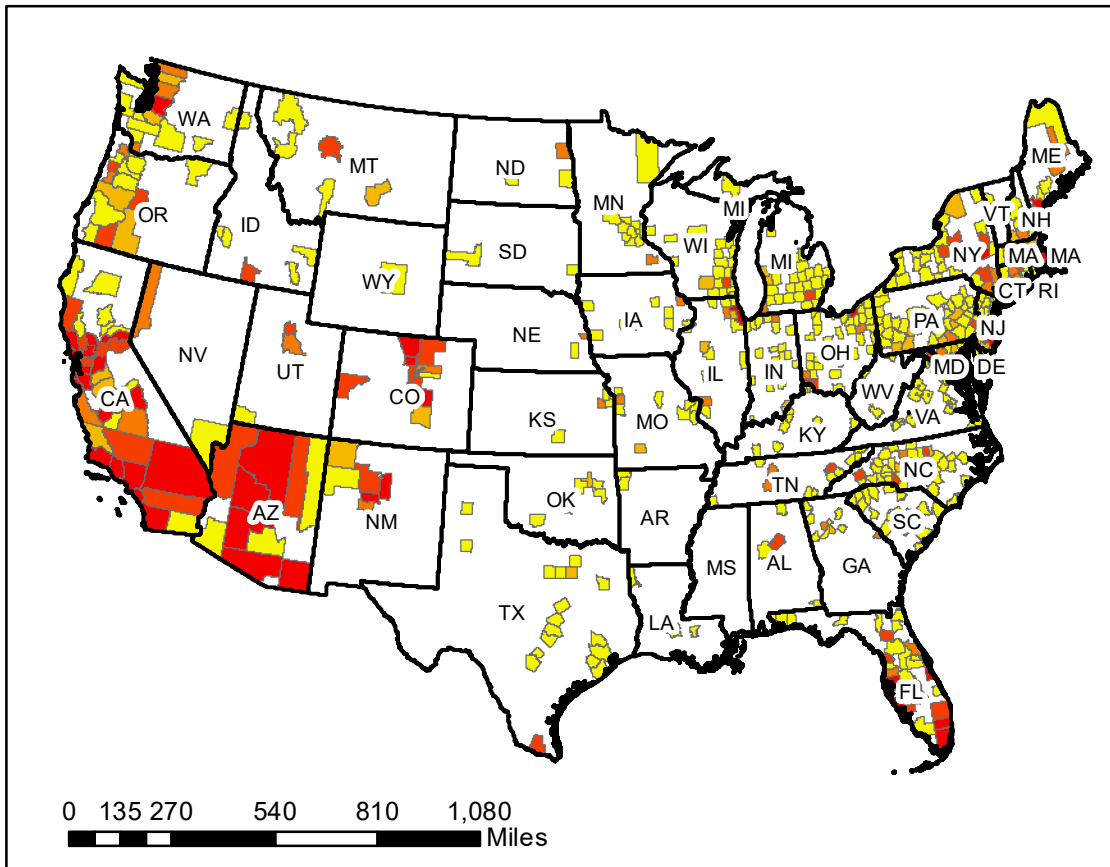 WA
MT
ND
MN
ME
OR
ID
SD
WI
MI
MI
VT
NH
NY
MA
MA
WY
CT
RI
NE
IA
PA
NJ
NV
UT
CO
IL
IN
OH
MD
DE
CA
KS
MO
WV
VA
KY
AZ
NM
OK
AR
TN
NC
SC
TX
LA
MS
AL
GA
FL
0 135 270 540 810 1,080
Miles